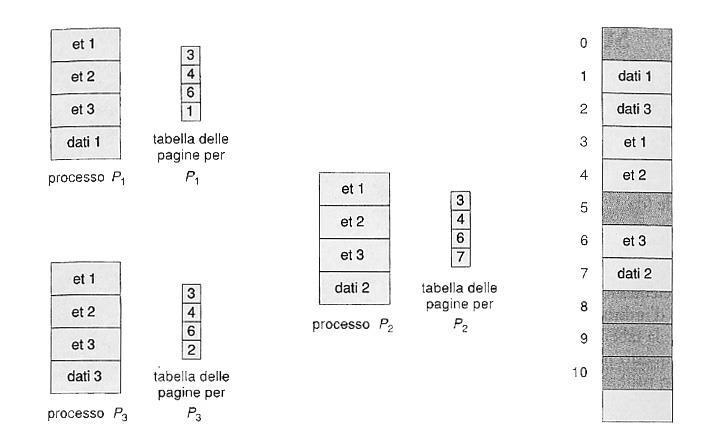 et 1
et 2
et 3
dati 1
processo P1
3
4
6
1
tabella delle
pagine per
P1
et 1
et 2
et 3
dati 2
processo P2
3
4
6
7
tabella delle
pagine per
P2
et 1
et 2
et 3
dati 3
processo P3
3
4
6
2
tabella delle
pagine per
P3
0
1 dati 1
2 dati 3
3 et 1
4 et 2
5
6 et 3
7 dati 2
8
9
10